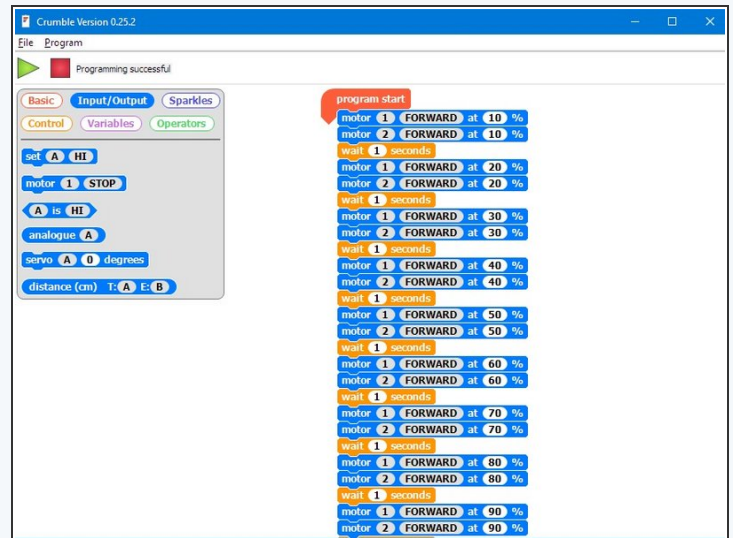 Crumble Version 0.25.2
File Program
Programming successful
Basic Input/Output Sparkles
Control Variables Operators
set A HI
motor 1 STOP
A is HI
analogue A
servo A 0 degrees
distance (cm) T: A E: B
program start
motor 1 FORWARD at 10 %
motor 2 FORWARD at 10 %
wait 1 seconds
motor 1 FORWARD at 20 %
motor 2 FORWARD at 20 %
wait 1 seconds
motor 1 FORWARD at 30 %
motor 2 FORWARD at 30 %
wait 1 seconds
motor 1 FORWARD at 40 %
motor 2 FORWARD at 40 %
wait 1 seconds
motor 1 FORWARD at 50 %
motor 2 FORWARD at 50 %
wait 1 seconds
motor 1 FORWARD at 60 %
motor 2 FORWARD at 60 %
wait 1 seconds
motor 1 FORWARD at 70 %
motor 2 FORWARD at 70 %
wait 1 seconds
motor 1 FORWARD at 80 %
motor 2 FORWARD at 80 %
wait 1 seconds
motor 1 FORWARD at 90 %
motor 2 FORWARD at 90 %